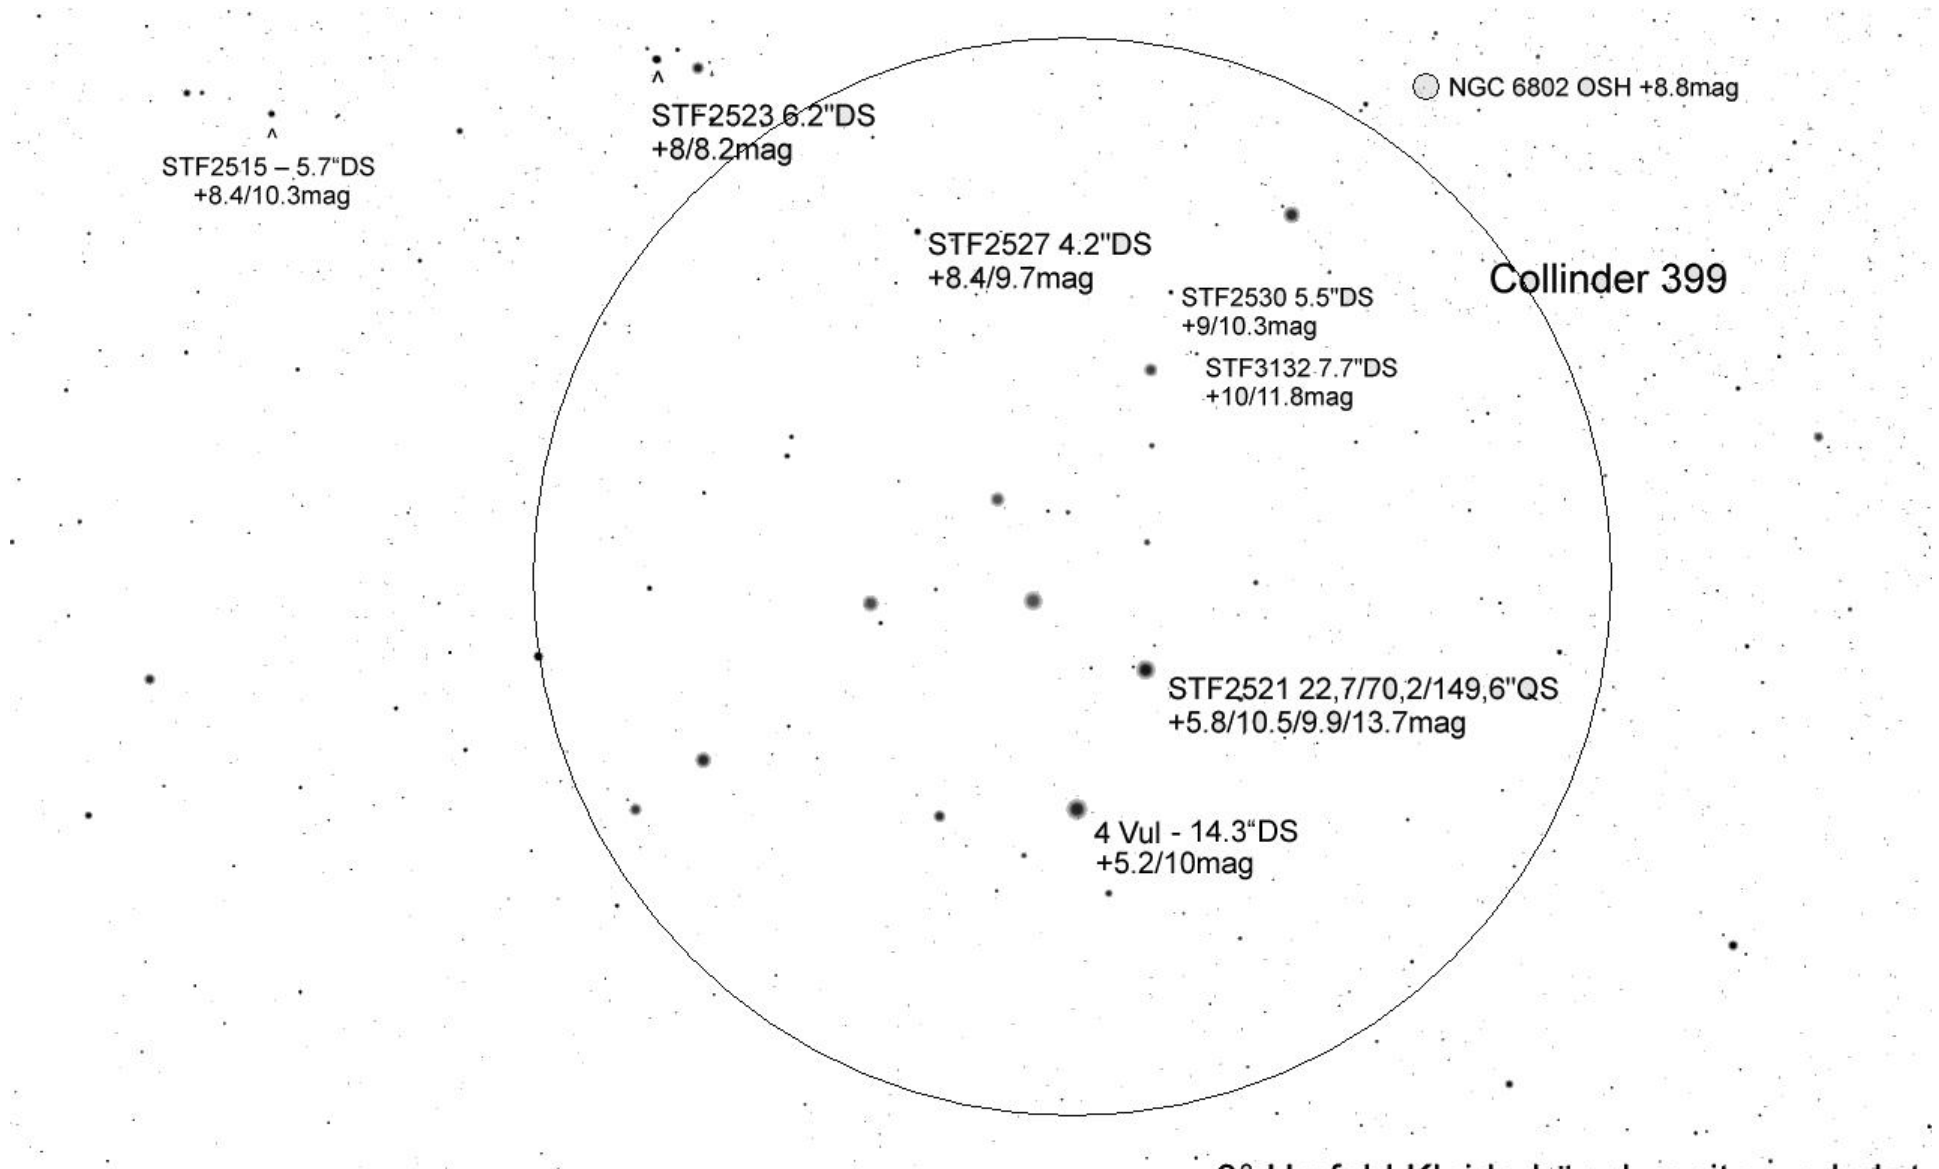 NGC 6802 OSH +8.8mag
STF2523 6.2"DS
+8/8.2mag
^
^
STF2515 – 5.7“DS
+8.4/10.3mag
STF2527 4.2"DS
+8.4/9.7mag
Collinder 399
STF2530 5.5"DS
+9/10.3mag
STF3132 7.7"DS
+10/11.8mag
STF2521 22,7/70,2/149,6"QS
+5.8/10.5/9.9/13.7mag
4 Vul - 14.3“DS
+5.2/10mag